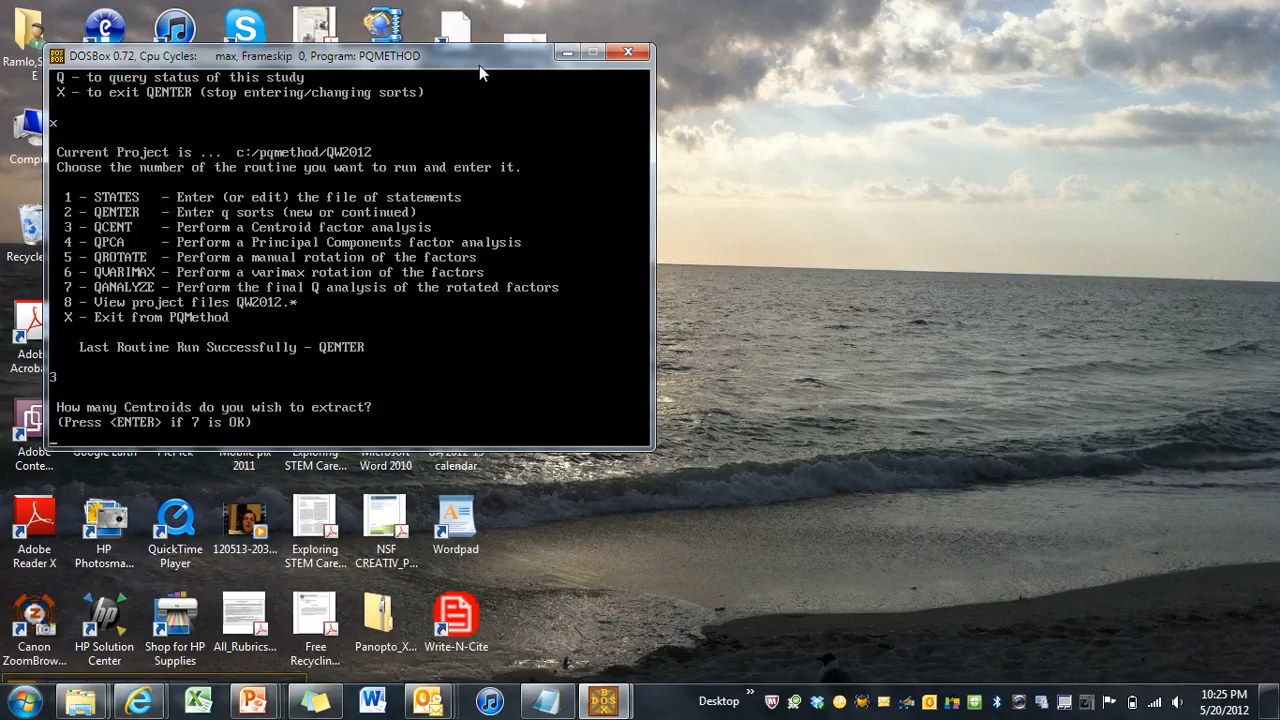 Ramlo,S...
E...
DOSBox 0.72, Cpu Cycles: max, Frameskip 0, Program: PQMETHOD
Q - to query status of this study
X - to exit QENTER (stop entering/changing sorts)
x
Current Project is ... c:/pqmethod/QW2012
Choose the number of the routine you want to run and enter it.
1 - STATES - Enter (or edit) the file of statements
2 - QENTER - Enter q sorts (new or continued)
3 - QCENT - Perform a Centroid factor analysis
4 - QPCA - Perform a Principal Components factor analysis
5 - QROTATE - Perform a manual rotation of the factors
6 - QVARIMAX - Perform a varimax rotation of the factors
7 - QANALYZE - Perform the final Q analysis of the rotated factors
8 - View project files QW2012.*
X - Exit from PQMethod
Last Routine Run Successfully - QENTER
3
How many Centroids do you wish to extract?
(Press <ENTER> if 7 is OK)
Comp
Recycle
Adobe
Reada
Adobe
Conte...
Google Earth
PicPick
Mobile pix
2011
Exploring
STEM Care...
Microsoft
Word 2010
calendar
Adobe
Reader X
HP
Photosma...
QuickTime
Player
120513-203...
Exploring
STEM Care...
NSF
CREATIV_P...
Wordpad
Canon
ZoomBrow...
HP Solution
Center
Shop for HP
Supplies
All_Rubrics...
Free
Recyclin...
Panopto_X...
Write-N-Cite
Desktop
10:25 PM
5/20/2012